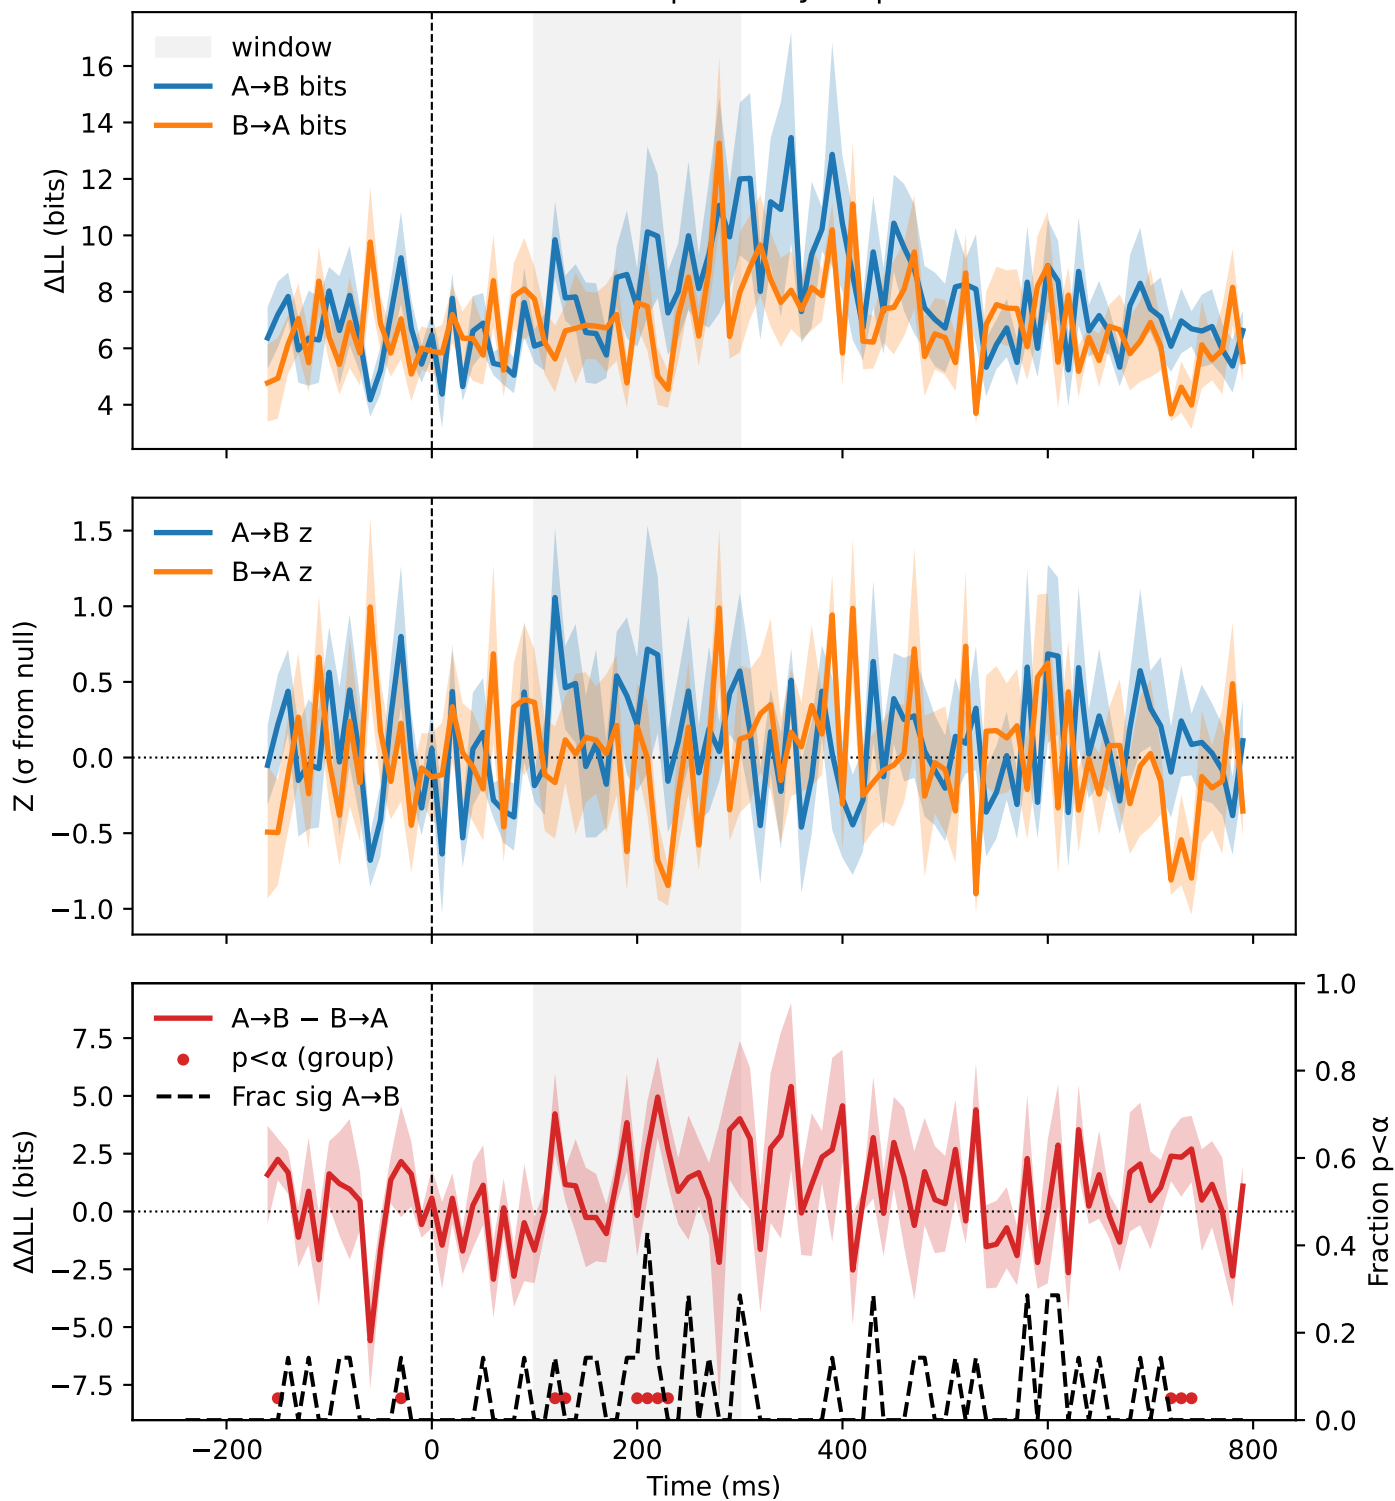 window
A→B bits
B→A bits
16
14
12
10
8
6
4
ΔLL (bits)
A→B z
B→A z
1.5
1.0
0.5
0.0
−0.5
−1.0
Z (σ from null)
A→B − B→A
p<α (group)
Frac sig A→B
7.5
5.0
2.5
0.0
−2.5
−5.0
−7.5
ΔΔLL (bits)
1.0
0.8
0.6
0.4
0.2
0.0
Fraction p<α
−200
0
200
400
600
800
Time (ms)